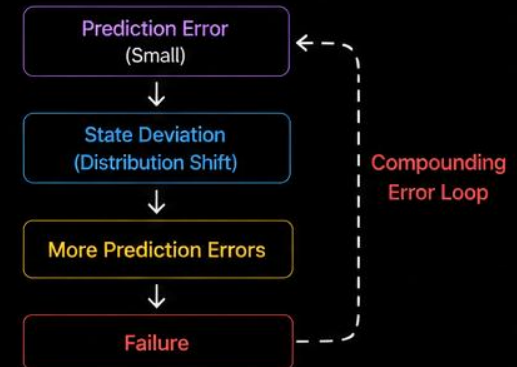 Prediction Error
(Small)
State Deviation
(Distribution Shift)
More Prediction Errors
Failure
Compounding
Error Loop